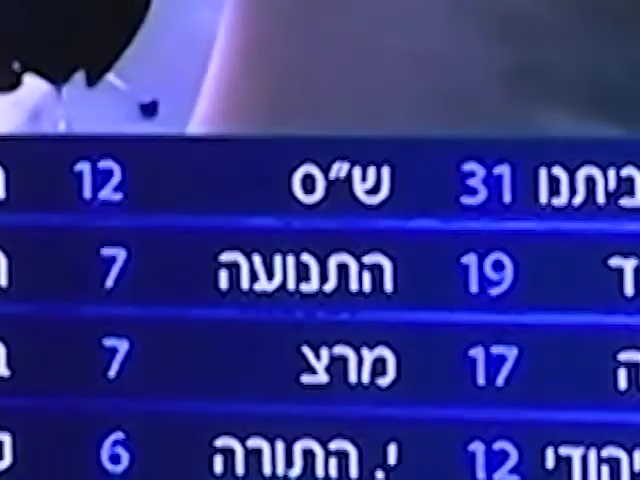 ביתנו 31 ש"ס 12
ד 19 התנועה 7
ה 17 מרצ 7
יהודי 12 י. התורה 6